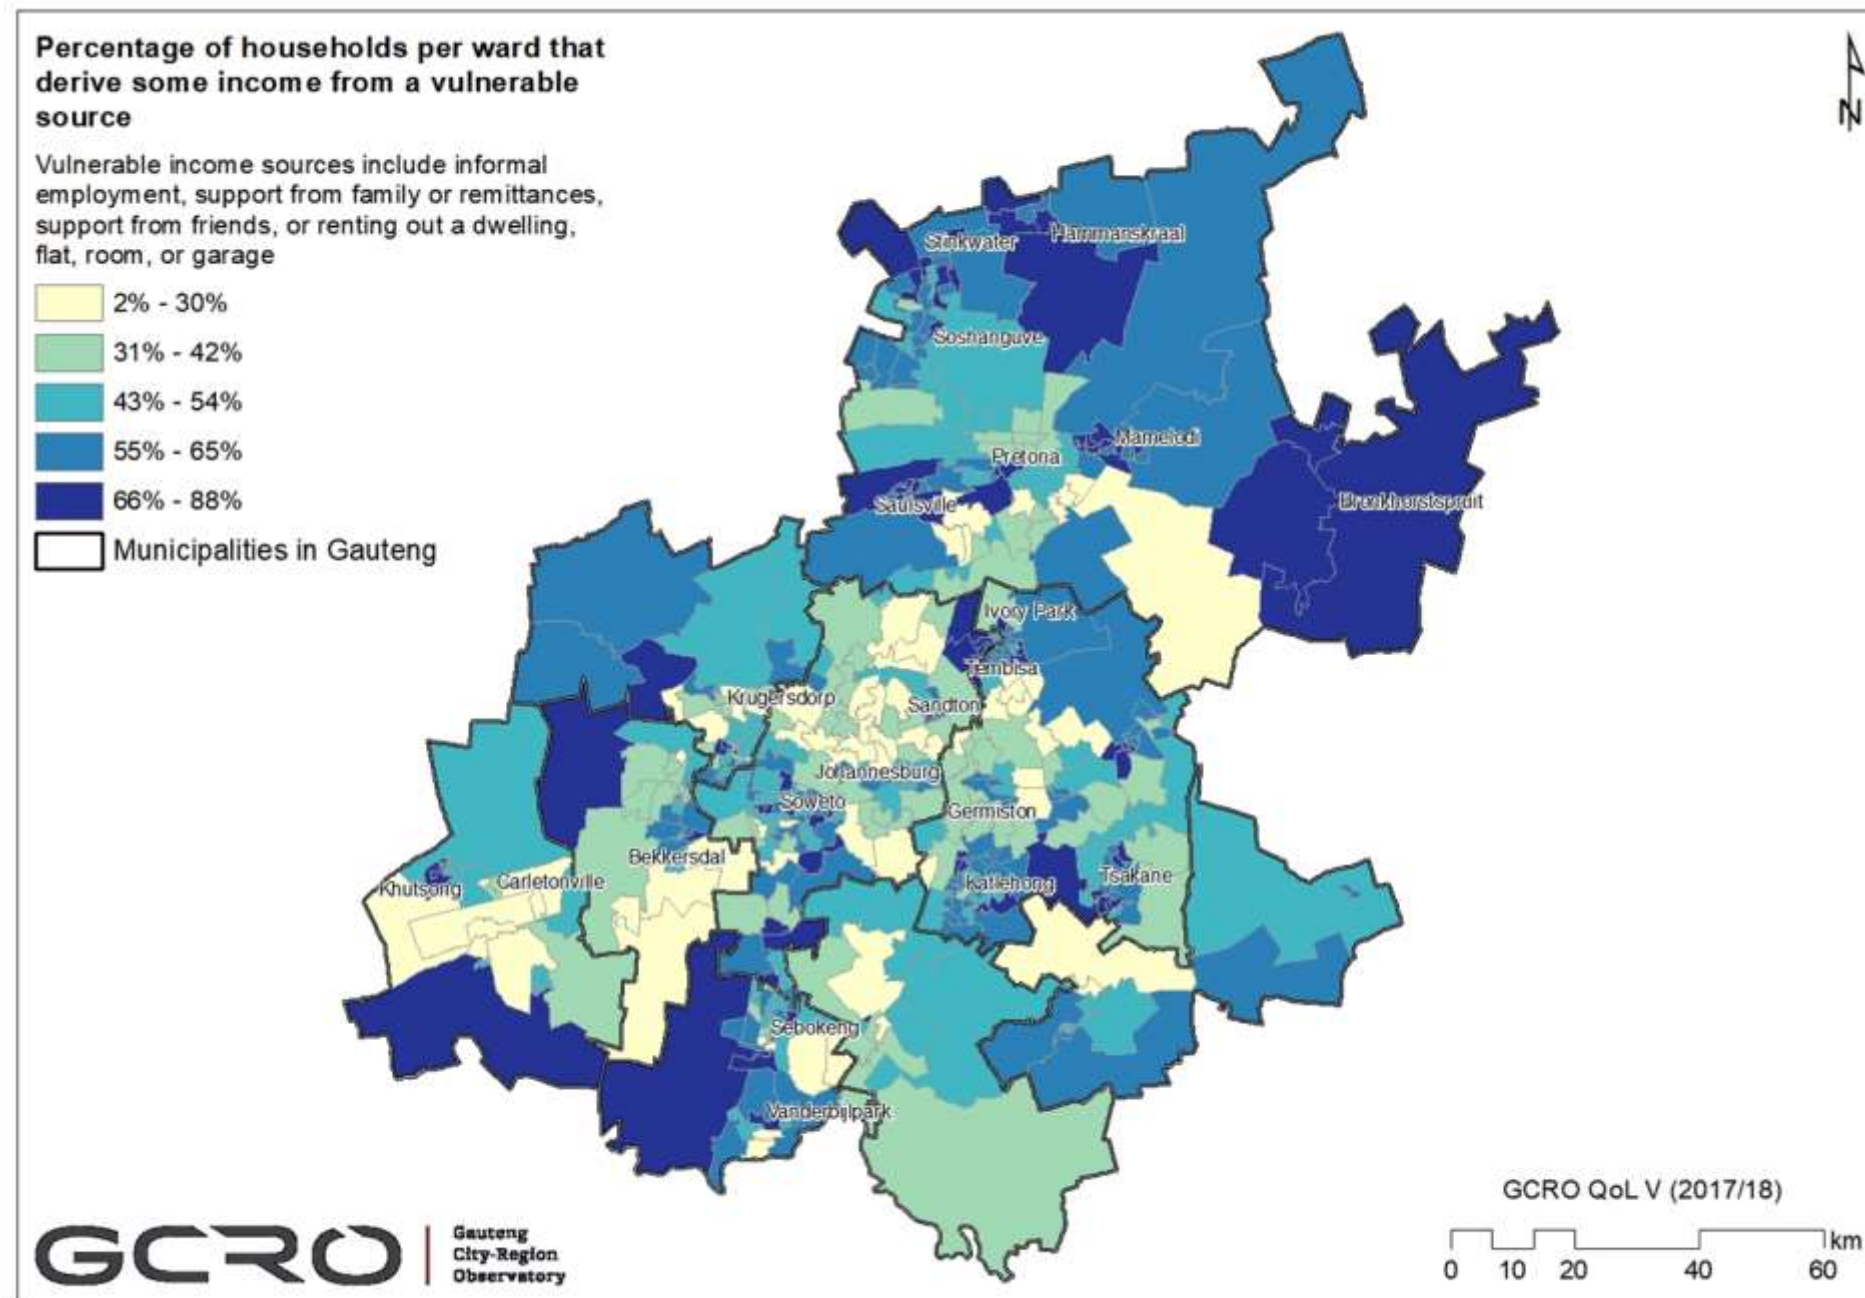 Percentage of households per ward that
derive some income from a vulnerable
source
Vulnerable income sources include informal
employment, support from family or remittances,
support from friends, or renting out a dwelling,
flat, room, or garage
2% - 30%
31% - 42%
43% - 54%
55% - 65%
66% - 88%
Municipalities in Gauteng
N
Stinkwater
Hammanskraal
Soshanguve
Mamelodi
Pretoria
Saulsville
Bronkhorstspruit
Ivory Park
Tembisa
Krugersdorp
Sandton
Johannesburg
Soweto
Germiston
Bekkersdal
Khutsong
Carletonville
Katlehong
Tsakane
Sebokeng
Vanderbijlpark
GCRO QoL V (2017/18)
km
0 10 20 40 60
GCRO
Gauteng
City-Region
Observatory